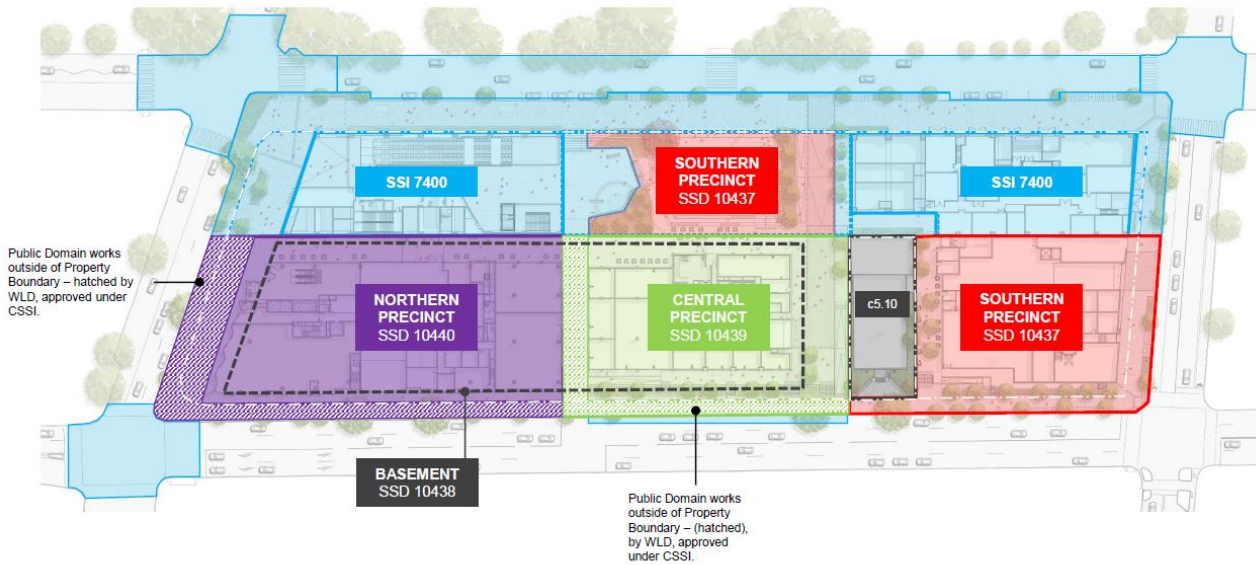 SSI 7400
SOUTHERN
PRECINCT
SSD 10437
SSI 7400
Public Domain works
outside of Property
Boundary – hatched by
WLD, approved under
CSSI.
NORTHERN
PRECINCT
SSD 10440
CENTRAL
PRECINCT
SSD 10439
c5.10
SOUTHERN
PRECINCT
SSD 10437
BASEMENT
SSD 10438
Public Domain works
outside of Property
Boundary – (hatched),
by WLD, approved
under CSSI.